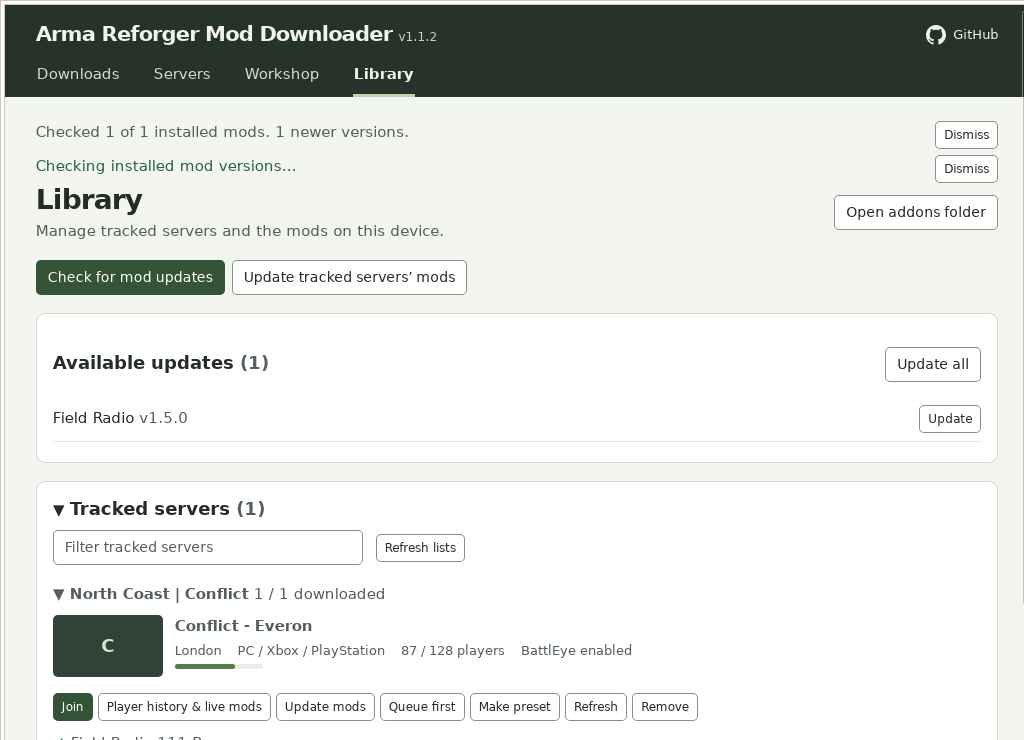 Arma Reforger Mod Downloader v1.1.2
GitHub
Downloads Servers Workshop Library
Checked 1 of 1 installed mods. 1 newer versions.
Dismiss
Checking installed mod versions…
Dismiss
Library
Open addons folder
Manage tracked servers and the mods on this device.
Check for mod updates Update tracked servers’ mods
Available updates (1)
Update all
Field Radio v1.5.0
Update
▼ Tracked servers (1)
Filter tracked servers
Refresh lists
▼ North Coast | Conflict 1 / 1 downloaded
C
Conflict - Everon
London PC / Xbox / PlayStation 87 / 128 players BattlEye enabled
Join Player history & live mods Update mods Queue first Make preset Refresh Remove